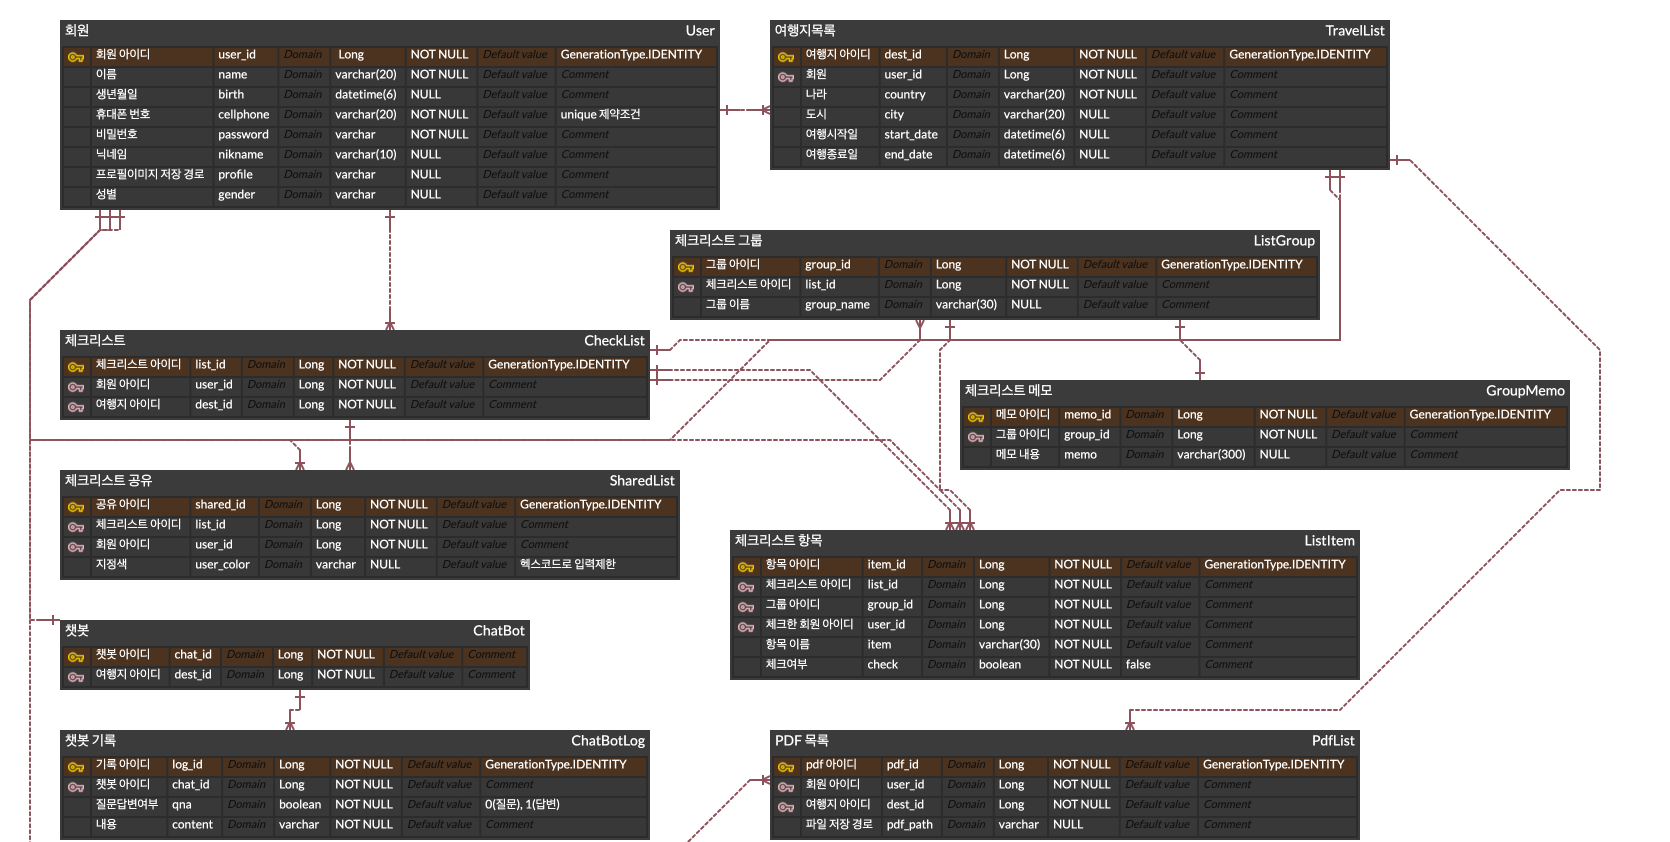 회원 User
회원 아이디 user_id Domain Long NOT NULL Default value GenerationType.IDENTITY
이름 name Domain varchar(20) NOT NULL Default value Comment
생년월일 birth Domain datetime(6) NULL Default value Comment
휴대폰 번호 cellphone Domain varchar(20) NOT NULL Default value unique 제약조건
비밀번호 password Domain varchar NOT NULL Default value Comment
닉네임 nikname Domain varchar(10) NULL Default value Comment
프로필이미지 저장 경로 profile Domain varchar NULL Default value Comment
성별 gender Domain varchar NULL Default value Comment
여행지목록 TravelList
여행지 아이디 dest_id Domain Long NOT NULL Default value GenerationType.IDENTITY
회원 user_id Domain Long NOT NULL Default value Comment
나라 country Domain varchar(20) NOT NULL Default value Comment
도시 city Domain varchar(20) NULL Default value Comment
여행시작일 start_date Domain datetime(6) NULL Default value Comment
여행종료일 end_date Domain datetime(6) NULL Default value Comment
체크리스트 그룹 ListGroup
그룹 아이디 group_id Domain Long NOT NULL Default value GenerationType.IDENTITY
체크리스트 아이디 list_id Domain Long NOT NULL Default value Comment
그룹 이름 group_name Domain varchar(30) NULL Default value Comment
체크리스트 CheckList
체크리스트 아이디 list_id Domain Long NOT NULL Default value GenerationType.IDENTITY
회원 아이디 user_id Domain Long NOT NULL Default value Comment
여행지 아이디 dest_id Domain Long NOT NULL Default value Comment
체크리스트 메모 GroupMemo
메모 아이디 memo_id Domain Long NOT NULL Default value GenerationType.IDENTITY
그룹 아이디 group_id Domain Long NOT NULL Default value Comment
메모 내용 memo Domain varchar(300) NULL Default value Comment
체크리스트 공유 SharedList
공유 아이디 shared_id Domain Long NOT NULL Default value GenerationType.IDENTITY
체크리스트 아이디 list_id Domain Long NOT NULL Default value Comment
회원 아이디 user_id Domain Long NOT NULL Default value Comment
지정색 user_color Domain varchar NULL Default value 헥스코드로 입력제한
체크리스트 항목 ListItem
항목 아이디 item_id Domain Long NOT NULL Default value GenerationType.IDENTITY
체크리스트 아이디 list_id Domain Long NOT NULL Default value Comment
그룹 아이디 group_id Domain Long NOT NULL Default value Comment
체크한 회원 아이디 user_id Domain Long NOT NULL Default value Comment
항목 이름 item Domain varchar(30) NOT NULL Default value Comment
체크여부 check Domain boolean NOT NULL false Comment
챗봇 ChatBot
챗봇 아이디 chat_id Domain Long NOT NULL Default value Comment
여행지 아이디 dest_id Domain Long NOT NULL Default value Comment
챗봇 기록 ChatBotLog
기록 아이디 log_id Domain Long NOT NULL Default value GenerationType.IDENTITY
챗봇 아이디 chat_id Domain Long NOT NULL Default value Comment
질문답변여부 qna Domain boolean NOT NULL Default value 0(질문), 1(답변)
내용 content Domain varchar NOT NULL Default value Comment
PDF 목록 PdfList
pdf 아이디 pdf_id Domain Long NOT NULL Default value GenerationType.IDENTITY
회원 아이디 user_id Domain Long NOT NULL Default value Comment
여행지 아이디 dest_id Domain Long NOT NULL Default value Comment
파일 저장 경로 pdf_path Domain varchar NULL Default value Comment